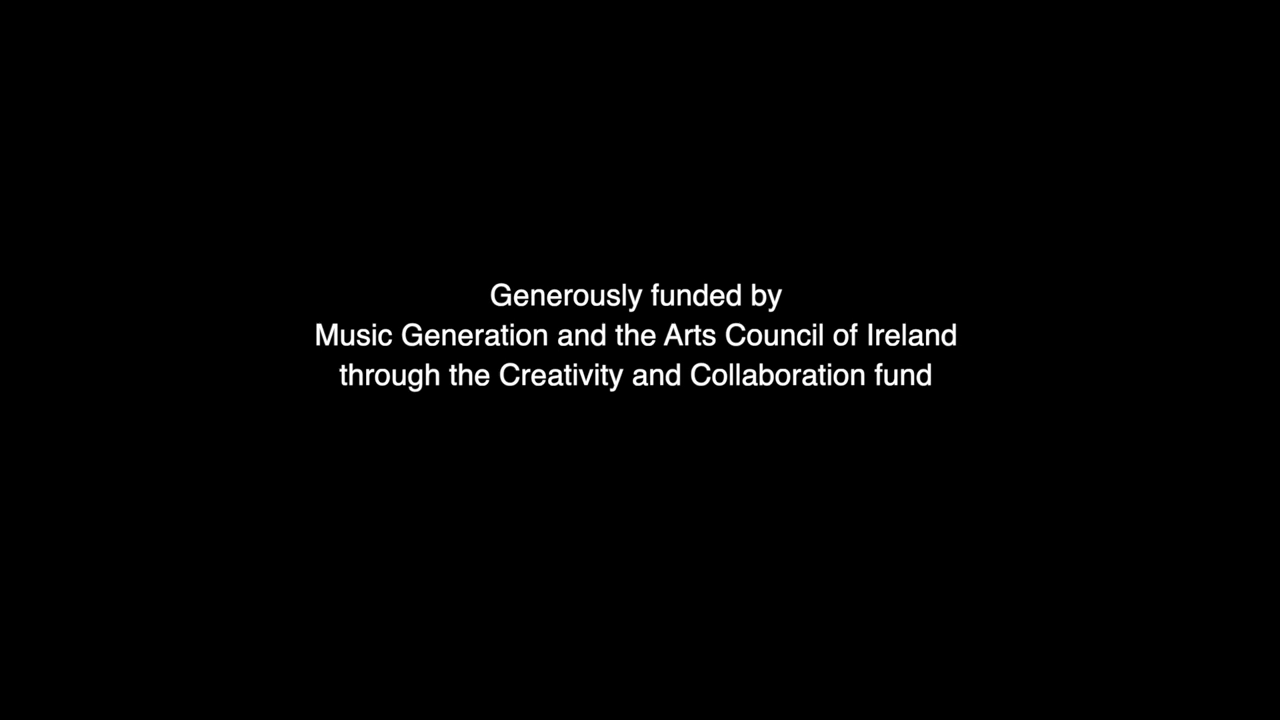 Generously funded by
Music Generation and the Arts Council of Ireland
through the Creativity and Collaboration fund